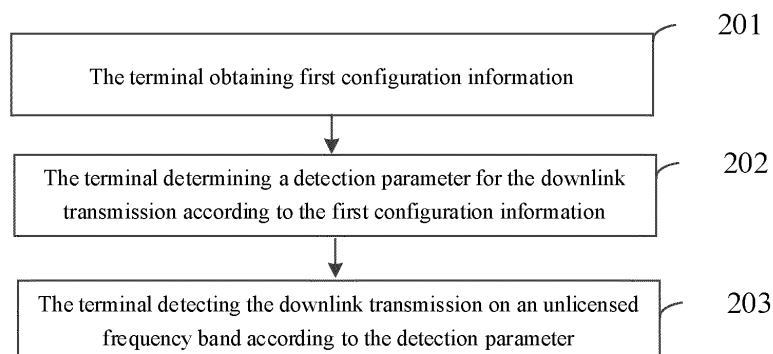 201
The terminal obtaining first configuration information
202
The terminal determining a detection parameter for the downlink
transmission according to the first configuration information
203
The terminal detecting the downlink transmission on an unlicensed
frequency band according to the detection parameter